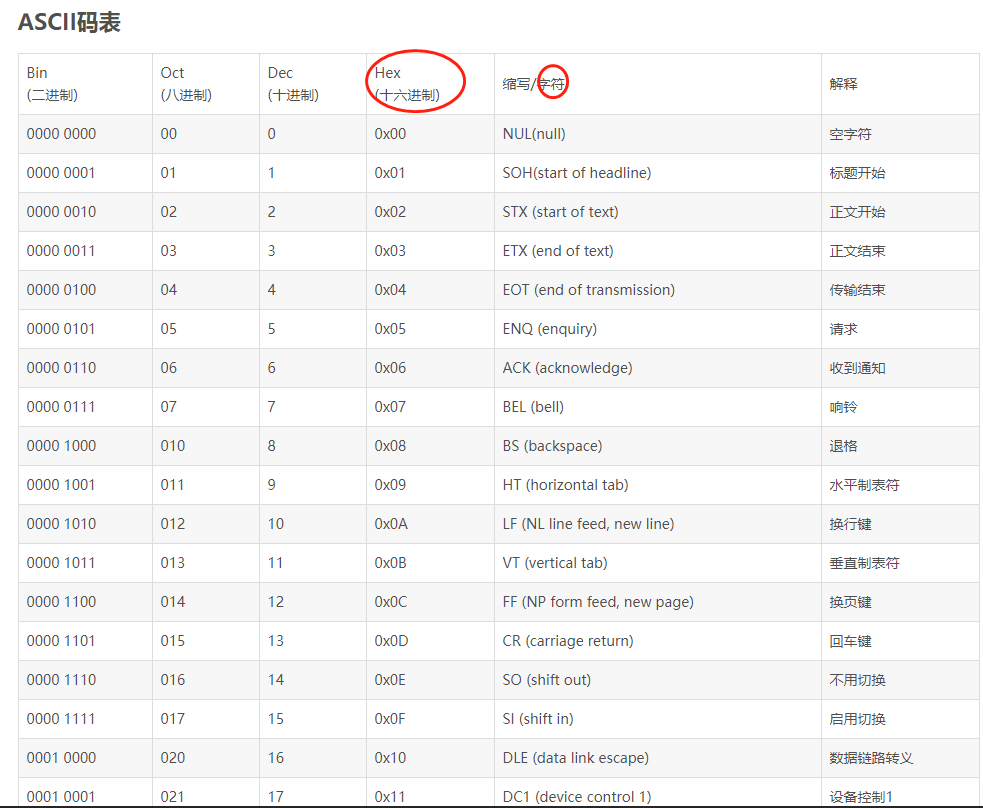 ASCII码表
Bin Oct Dec Hex
(二进制) (八进制) (十进制) (十六进制) 缩写/字符 解释
0000 0000 00 0 0x00 NUL(null) 空字符
0000 0001 01 1 0x01 SOH(start of headline) 标题开始
0000 0010 02 2 0x02 STX (start of text) 正文开始
0000 0011 03 3 0x03 ETX (end of text) 正文结束
0000 0100 04 4 0x04 EOT (end of transmission) 传输结束
0000 0101 05 5 0x05 ENQ (enquiry) 请求
0000 0110 06 6 0x06 ACK (acknowledge) 收到通知
0000 0111 07 7 0x07 BEL (bell) 响铃
0000 1000 010 8 0x08 BS (backspace) 退格
0000 1001 011 9 0x09 HT (horizontal tab) 水平制表符
0000 1010 012 10 0x0A LF (NL line feed, new line) 换行键
0000 1011 013 11 0x0B VT (vertical tab) 垂直制表符
0000 1100 014 12 0x0C FF (NP form feed, new page) 换页键
0000 1101 015 13 0x0D CR (carriage return) 回车键
0000 1110 016 14 0x0E SO (shift out) 不用切换
0000 1111 017 15 0x0F SI (shift in) 启用切换
0001 0000 020 16 0x10 DLE (data link escape) 数据链路转义
0001 0001 021 17 0x11 DC1 (device control 1) 设备控制1